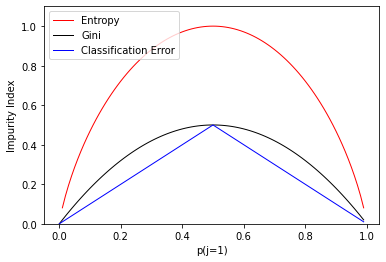 Entropy
Gini
Classification Error
Impurity Index
1.0
0.8
0.6
0.4
0.2
0.0
0.0 0.2 0.4 0.6 0.8 1.0
p(j=1)